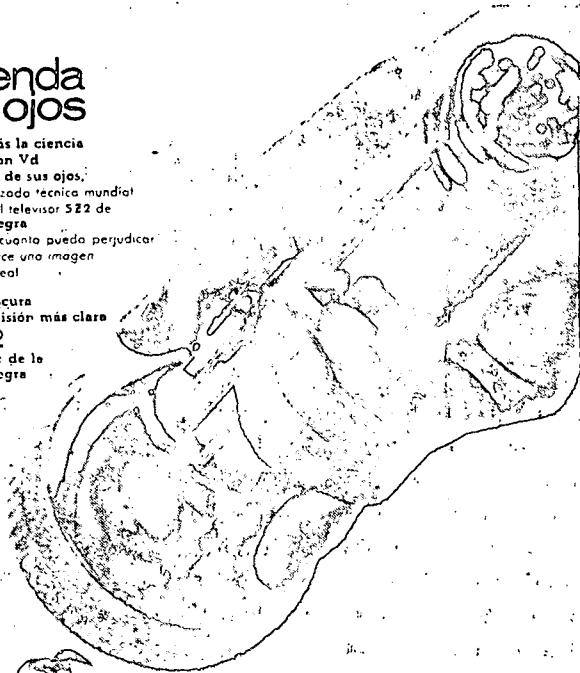 enda
ojos
ás la ciencia
on Vd
de sus ojos,
zado técnica mundial
l televisor 522 de
egra
cuanto pueda perjudicar
ce una imagen
eal
cura
isión más clara
de la
egra